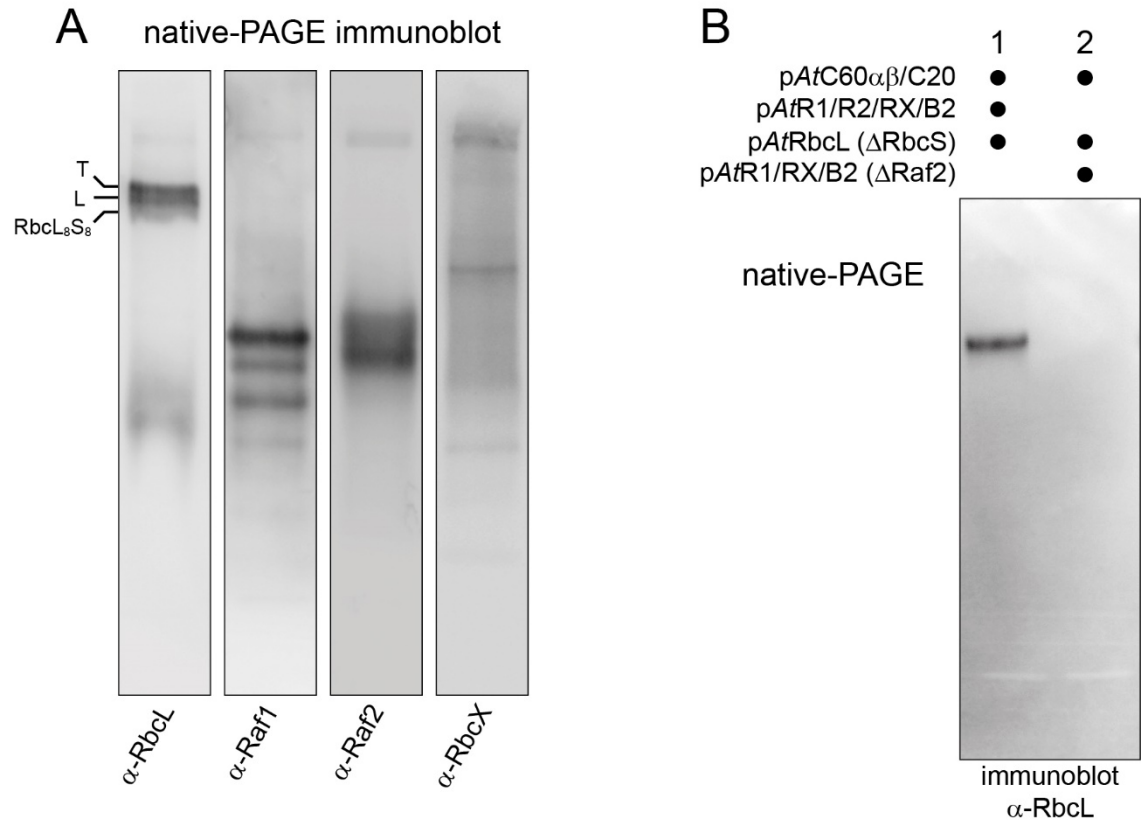 A
native-PAGE immunoblot
T
L
RbcL₈S₈
α-RbcL
α-Raf1
α-Raf2
α-RbcX
B
1 2
pAtC60αβ/C20
pAtR1/R2/RX/B2
pAtRbcL (ΔRbcS)
pAtR1/RX/B2 (ΔRaf2)
native-PAGE
immunoblot
α-RbcL